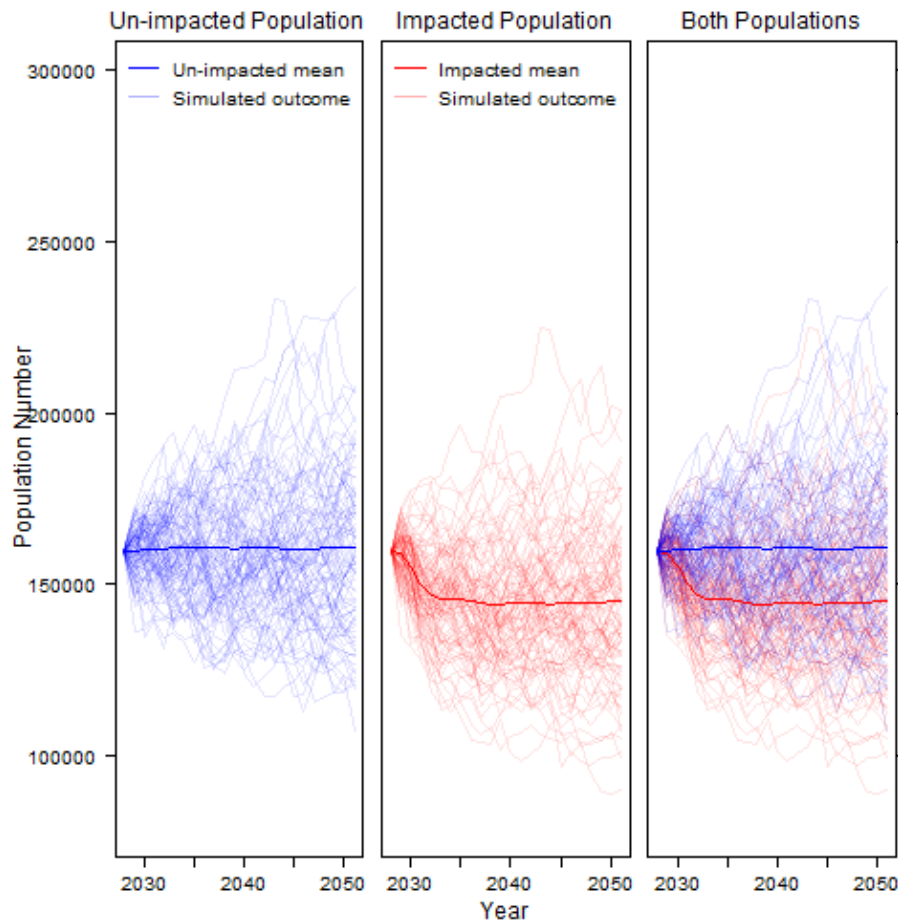 Un-impacted Population
Impacted Population
Both Populations
Un-impacted mean
Simulated outcome
Impacted mean
Simulated outcome
Population Number
300000
250000
200000
150000
100000
2030
2040
2050
2030
2040
2050
2030
2040
2050
Year